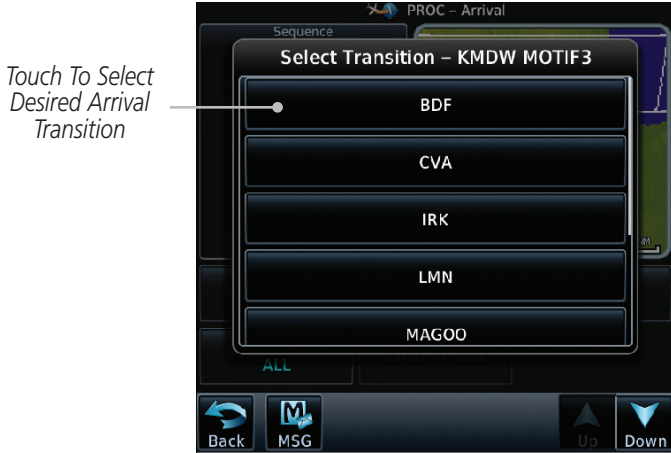 PROC – Arrival
Sequence
Select Transition – KMDW MOTIF3
Touch To Select
Desired Arrival
Transition
BDF
CVA
IRK
LMN
MAGOO
ALL
Back
MSG
Up
Down